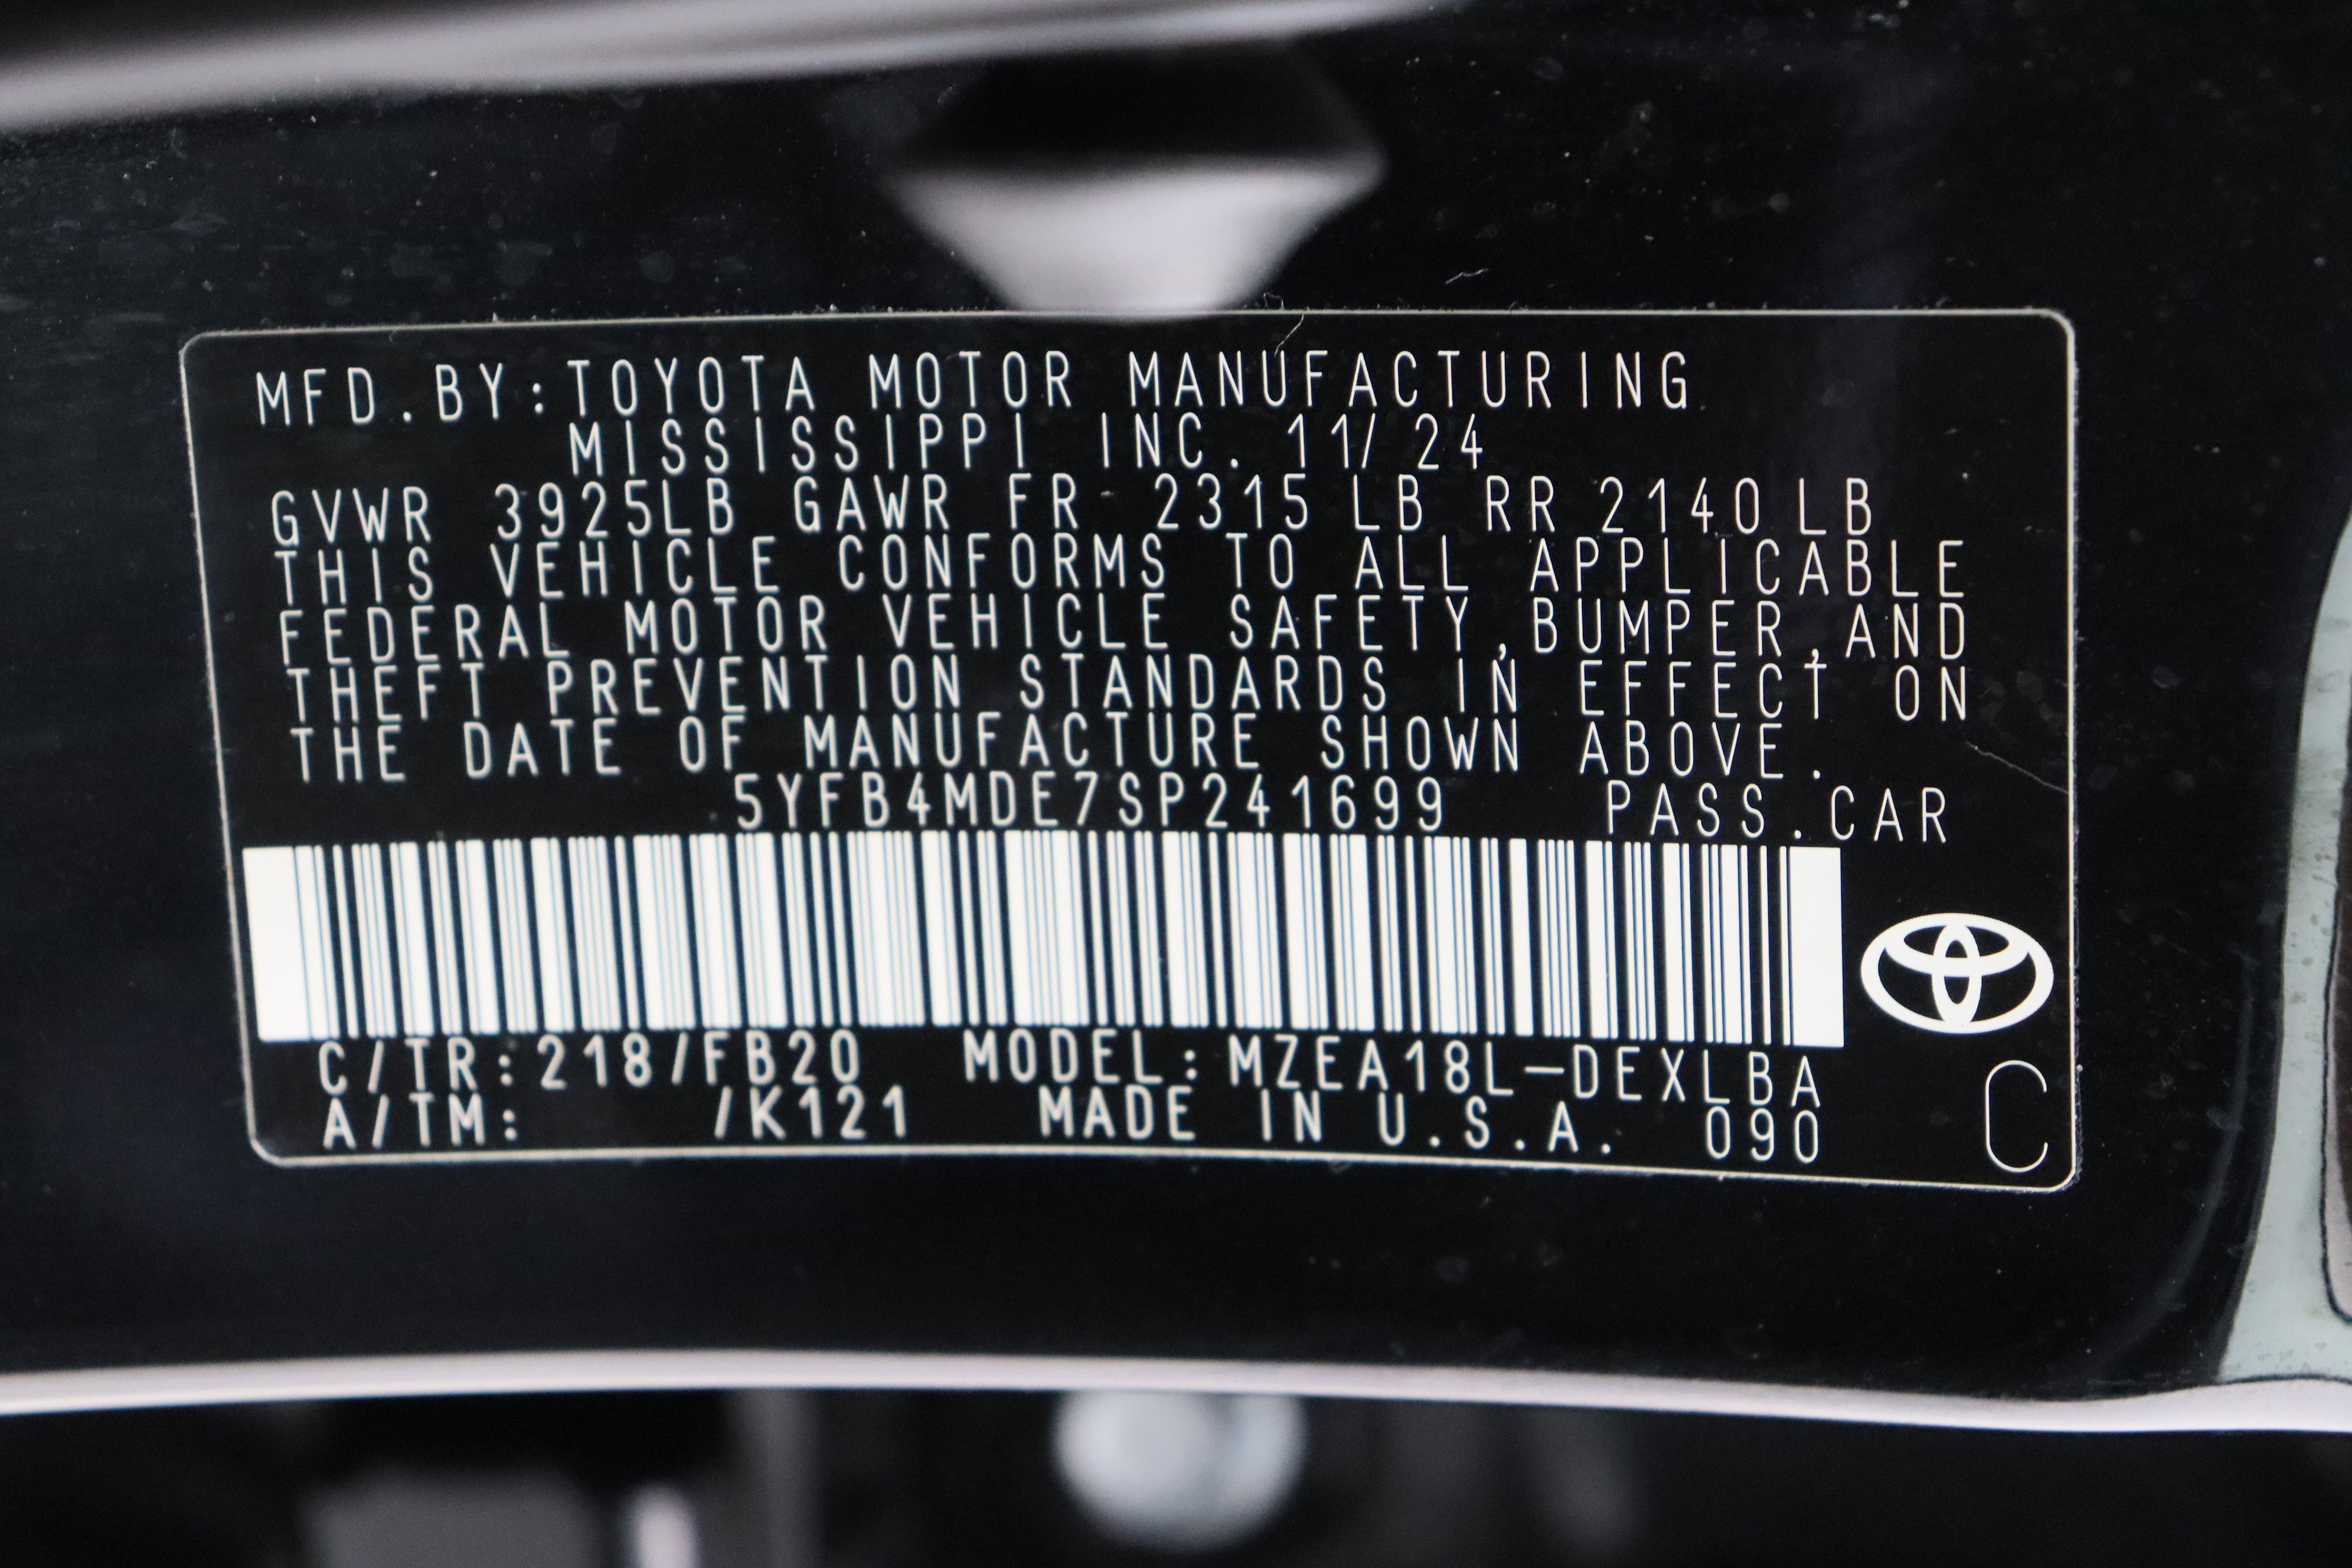 MFD.BY:TOYOTA MOTOR MANUFACTURING
MISSISSIPPI INC. 11/24
GVWR 3925LB GAWR FR 2315 LB RR 2140LB
THIS VEHICLE CONFORMS TO ALL APPLICABLE
FEDERAL MOTOR VEHICLE SAFETY,BUMPER,AND
THEFT PREVENTION STANDARDS IN EFFECT ON
THE DATE OF MANUFACTURE SHOWN ABOVE.
5YFB4MDE7SP241699 PASS.CAR
C/TR:218/FB20 MODEL:MZEA18L-DEXLBA
A/TM: /K121 MADE IN U.S.A. 090
C